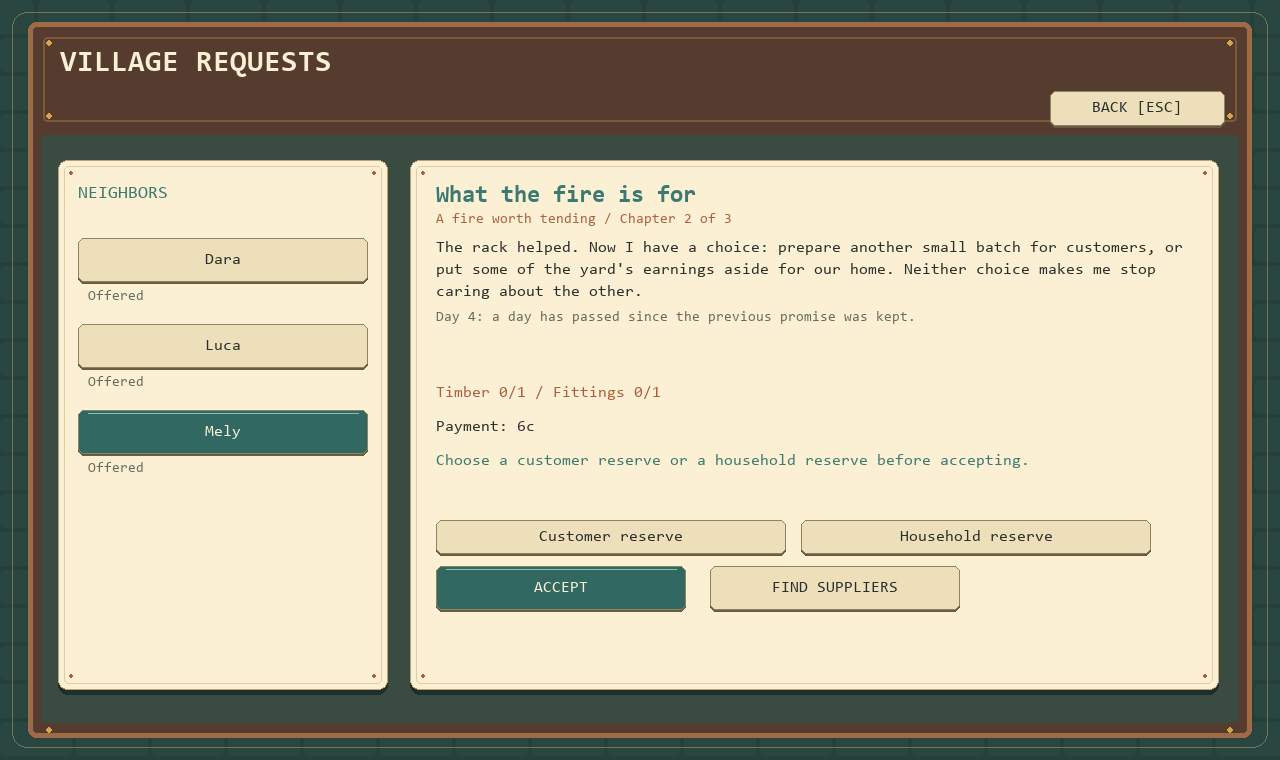 VILLAGE REQUESTS
BACK [ESC]
NEIGHBORS
Dara
Offered
Luca
Offered
Mely
Offered
What the fire is for
A fire worth tending / Chapter 2 of 3
The rack helped. Now I have a choice: prepare another small batch for customers, or
put some of the yard's earnings aside for our home. Neither choice makes me stop
caring about the other.
Day 4: a day has passed since the previous promise was kept.
Timber 0/1 / Fittings 0/1
Payment: 6c
Choose a customer reserve or a household reserve before accepting.
Customer reserve
Household reserve
ACCEPT
FIND SUPPLIERS